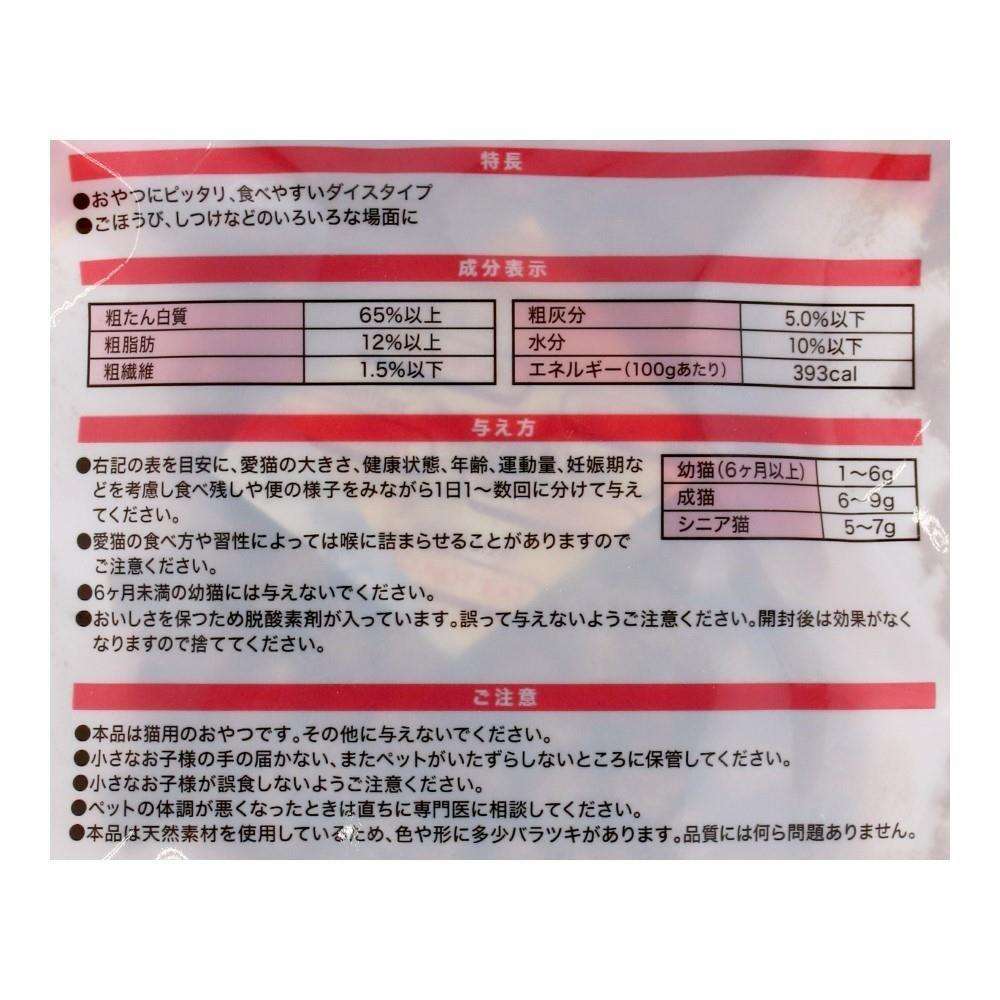 特長
●おやつにピッタリ、食べやすいダイスタイプ
●ごほうび、しつけなどのいろいろな場面に
成分表示
粗たん白質 65%以上
粗脂肪 12%以上
粗繊維 1.5%以下
粗灰分 5.0%以下
水分 10%以下
エネルギー(100gあたり) 393cal
与え方
●右記の表を目安に、愛猫の大きさ、健康状態、年齢、運動量、妊娠期な
どを考慮し食べ残しや便の様子をみながら1日1〜数回に分けて与え
てください。
●愛猫の食べ方や習性によっては喉に詰まらせることがありますので
ご注意ください。
●6ヶ月未満の幼猫には与えないでください。
●おいしさを保つため脱酸素剤が入っています。誤って与えないようご注意ください。開封後は効果がなく
なりますので捨ててください。
幼猫(6ヶ月以上) 1〜6g
成猫 6〜9g
シニア猫 5〜7g
ご注意
●本品は猫用のおやつです。その他に与えないでください。
●小さなお子様の手の届かない、またペットがいたずらしないところに保管してください。
●小さなお子様が誤食しないようご注意ください。
●ペットの体調が悪くなったときは直ちに専門医に相談してください。
●本品は天然素材を使用しているため、色や形に多少バラツキがあります。品質には何ら問題ありません。